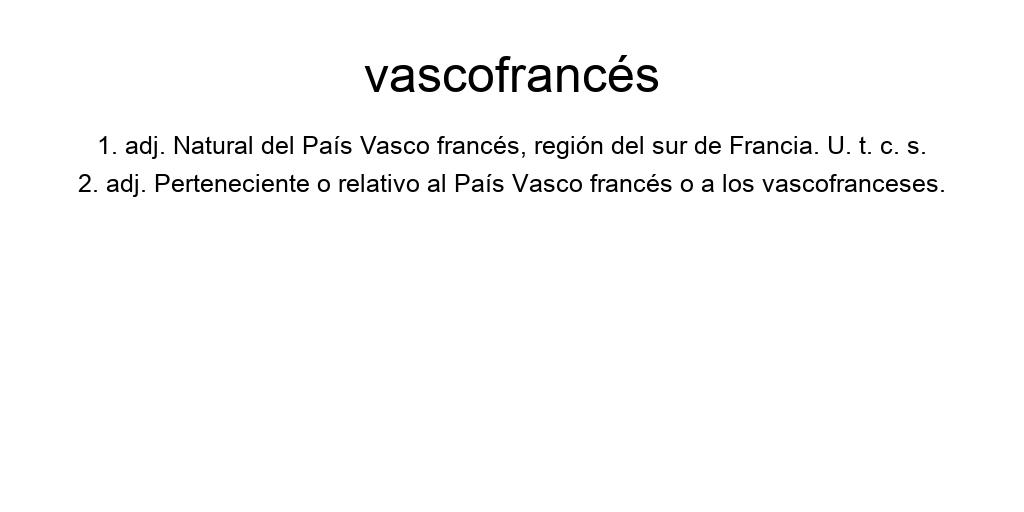 vascofrancés
1. adj. Natural del País Vasco francés, región del sur de Francia. U. t. c. s.
2. adj. Perteneciente o relativo al País Vasco francés o a los vascofranceses.